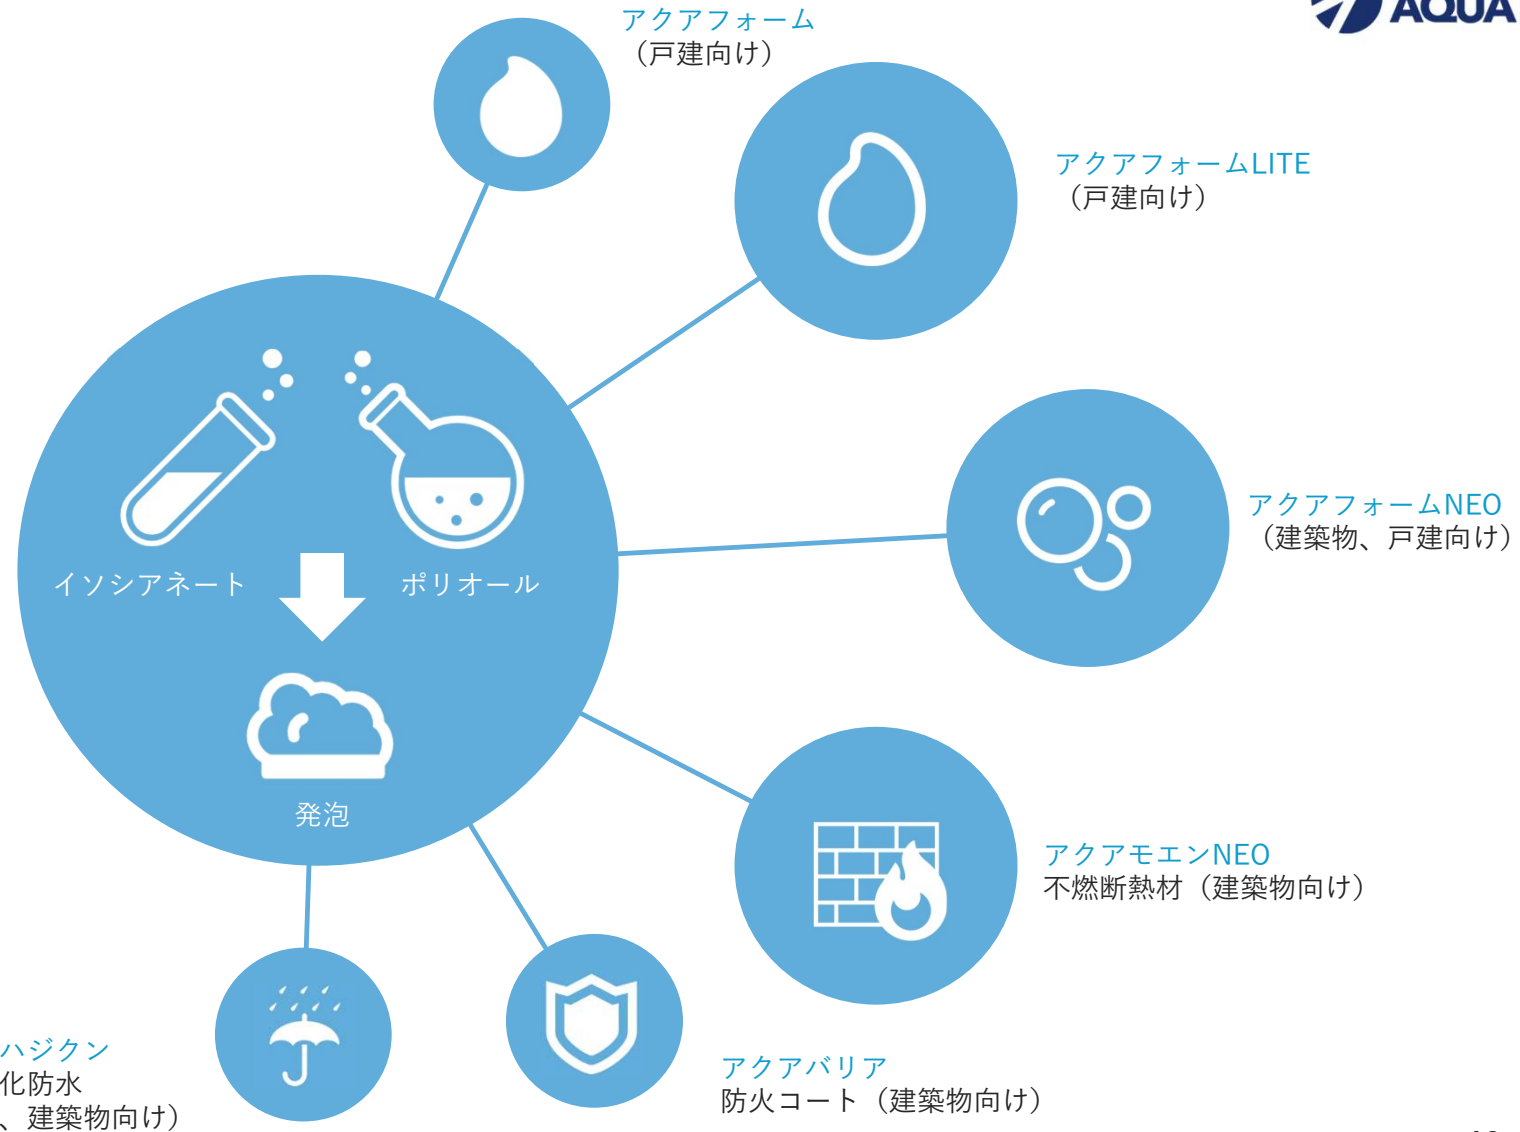 アクアフォーム
（戸建向け）
AQUA
アクアフォームLITE
（戸建向け）
アクアフォームNEO
（建築物、戸建向け）
イソシアネート
ポリオール
発泡
アクアモエンNEO
不燃断熱材（建築物向け）
ハジクン
化防水
、建築物向け）
アクアバリア
防火コート（建築物向け）